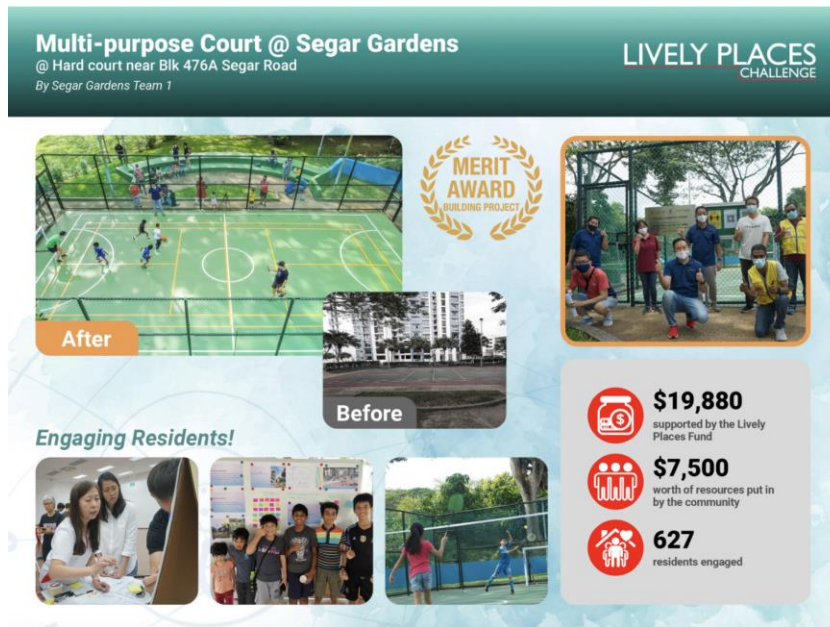 Multi-purpose Court @ Segar Gardens
@ Hard court near Blk 476A Segar Road
By Segar Gardens Team 1
LIVELY PLACES
CHALLENGE
MERIT
AWARD
BUILDING PROJECT
After
Before
Engaging Residents!
$19,880
supported by the Lively
Places Fund
$7,500
worth of resources put in
by the community
627
residents engaged